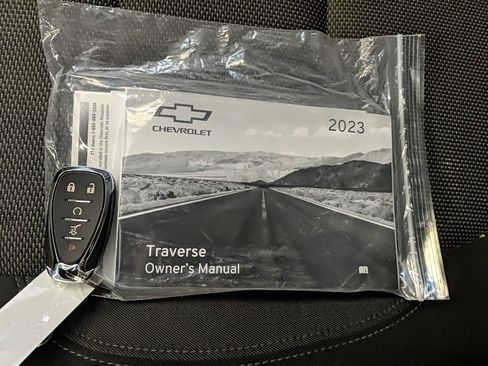 CHEVROLET
2023
Traverse
Owner's Manual